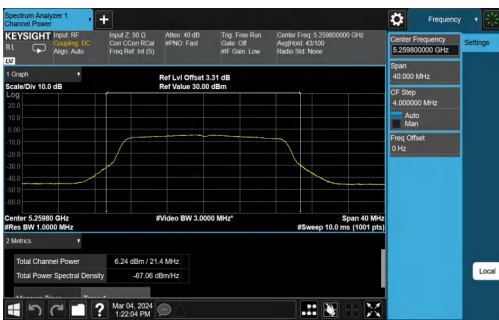 Spectrum Analyzer 1
Channel Power
+
Frequency
KEYSIGHT
Input: RF
Input Z: 50 Ω
Atten: 40 dB
Trig: Free Run
Center Freq: 5.259800000 GHz
RL
Coupling: DC
Corr CCorr RCal
#PNO: Fast
Gate: Off
Avg|Hold: 43/100
Align: Auto
Freq Ref: Int (S)
#IF Gain: Low
Radio Std: None
Center Frequency
5.259800000 GHz
Settings
Span
40.000 MHz
CF Step
4.000000 MHz
Auto
Man
Freq Offset
0 Hz
Local
1 Graph
Scale/Div 10.0 dB
Ref Lvl Offset 3.31 dB
Ref Value 30.00 dBm
Log
20.0
10.0
0.00
-10.0
-20.0
-30.0
-40.0
-50.0
-60.0
Center 5.25980 GHz
#Video BW 3.0000 MHz*
Span 40 MHz
#Res BW 1.0000 MHz
#Sweep 10.0 ms (1001 pts)
2 Metrics
Total Channel Power 6.24 dBm / 21.4 MHz
Total Power Spectral Density -67.06 dBm/Hz
?
Mar 04, 2024
1:22:04 PM